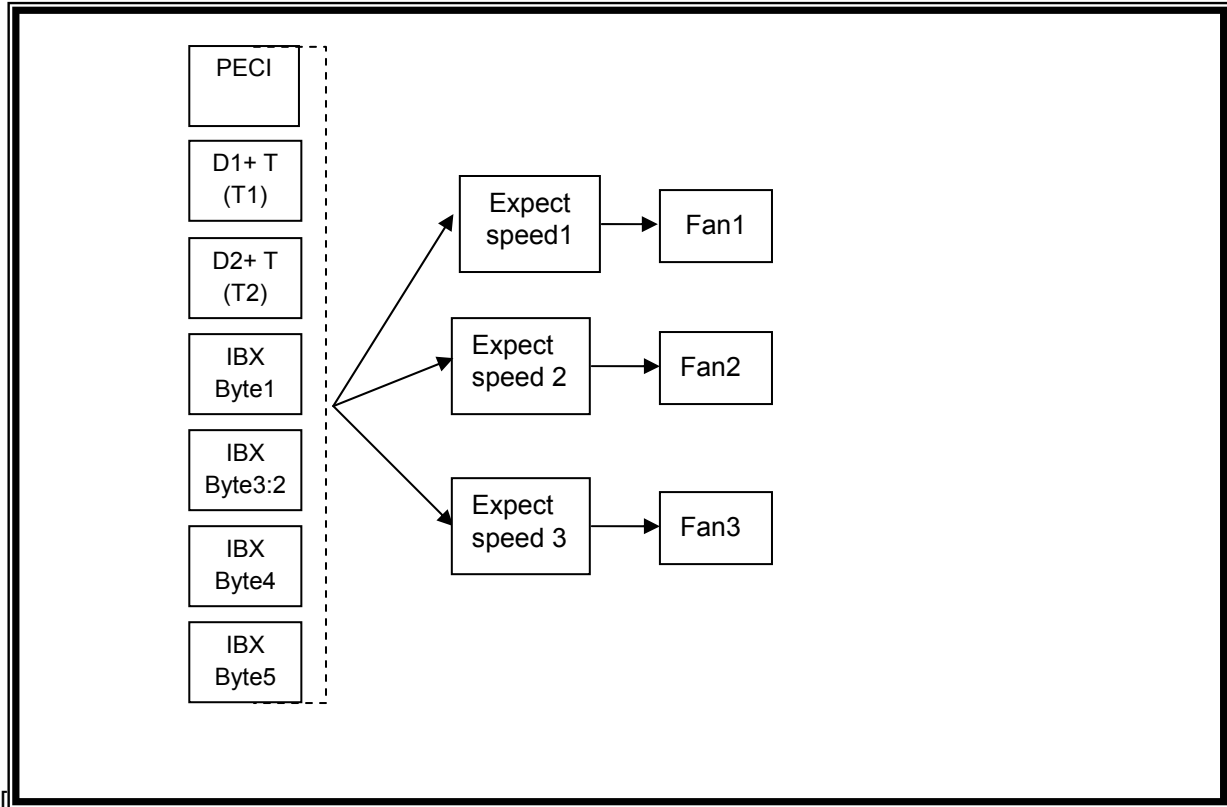 PECI
D1+ T
(T1)
D2+ T
(T2)
IBX
Byte1
IBX
Byte3:2
IBX
Byte4
IBX
Byte5
Expect
speed1
Fan1
Expect
speed 2
Fan2
Expect
speed 3
Fan3